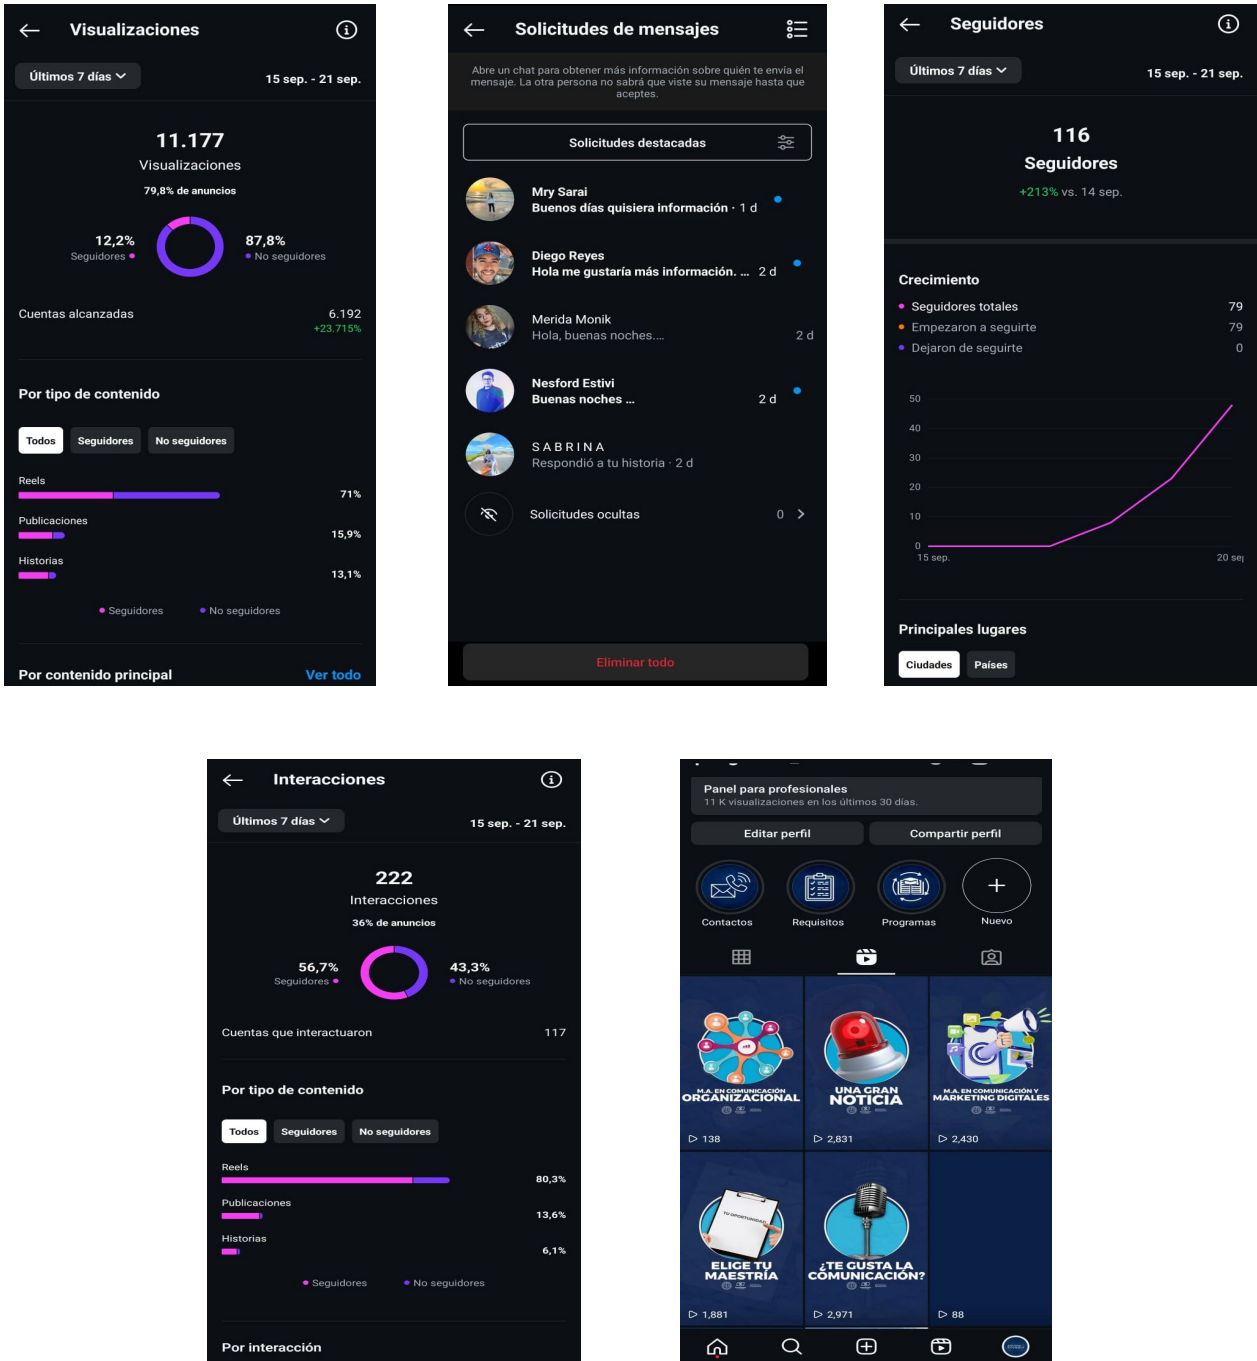 Visualizaciones
Últimos 7 días
15 sep. - 21 sep.
11.177
Visualizaciones
79,8% de anuncios
12,2%
Seguidores
87,8%
No seguidores
Cuentas alcanzadas
6.192
+23.715%
Por tipo de contenido
Todos
Seguidores
No seguidores
Reels
71%
Publicaciones
15,9%
Historias
13,1%
Seguidores
No seguidores
Por contenido principal
Ver todo
Solicitudes de mensajes
Abre un chat para obtener más información sobre quién te envía el
mensaje. La otra persona no sabrá que viste su mensaje hasta que
aceptes.
Solicitudes destacadas
Mry Sarai
Buenos días quisiera información · 1 d
Diego Reyes
Hola me gustaría más información. ... 2 d
Merida Monik
Hola, buenas noches.... 2 d
Nesford Estivi
Buenas noches ... 2 d
S A B R I N A
Respondió a tu historia · 2 d
Solicitudes ocultas 0
Eliminar todo
Seguidores
Últimos 7 días
15 sep. - 21 sep.
116
Seguidores
+213% vs. 14 sep.
Crecimiento
Seguidores totales 79
Empezaron a seguirte 79
Dejaron de seguirte 0
50
40
30
20
10
0
15 sep.
20 sep
Principales lugares
Ciudades
Países
Interacciones
Últimos 7 días
15 sep. - 21 sep.
222
Interacciones
36% de anuncios
56,7%
Seguidores
43,3%
No seguidores
Cuentas que interactuaron 117
Por tipo de contenido
Todos
Seguidores
No seguidores
Reels
80,3%
Publicaciones
13,6%
Historias
6,1%
Seguidores
No seguidores
Por interacción
Panel para profesionales
11 K visualizaciones en los últimos 30 días.
Editar perfil
Compartir perfil
Contactos
Requisitos
Programas
Nuevo
M.A. EN COMUNICACIÓN
ORGANIZACIONAL
138
UNA GRAN
NOTICIA
2,831
M.A. EN COMUNICACIÓN Y
MARKETING DIGITALES
2,430
TU OPORTUNIDAD
ELIGE TU
MAESTRÍA
1,881
¿TE GUSTA LA
COMUNICACIÓN?
2,971
88